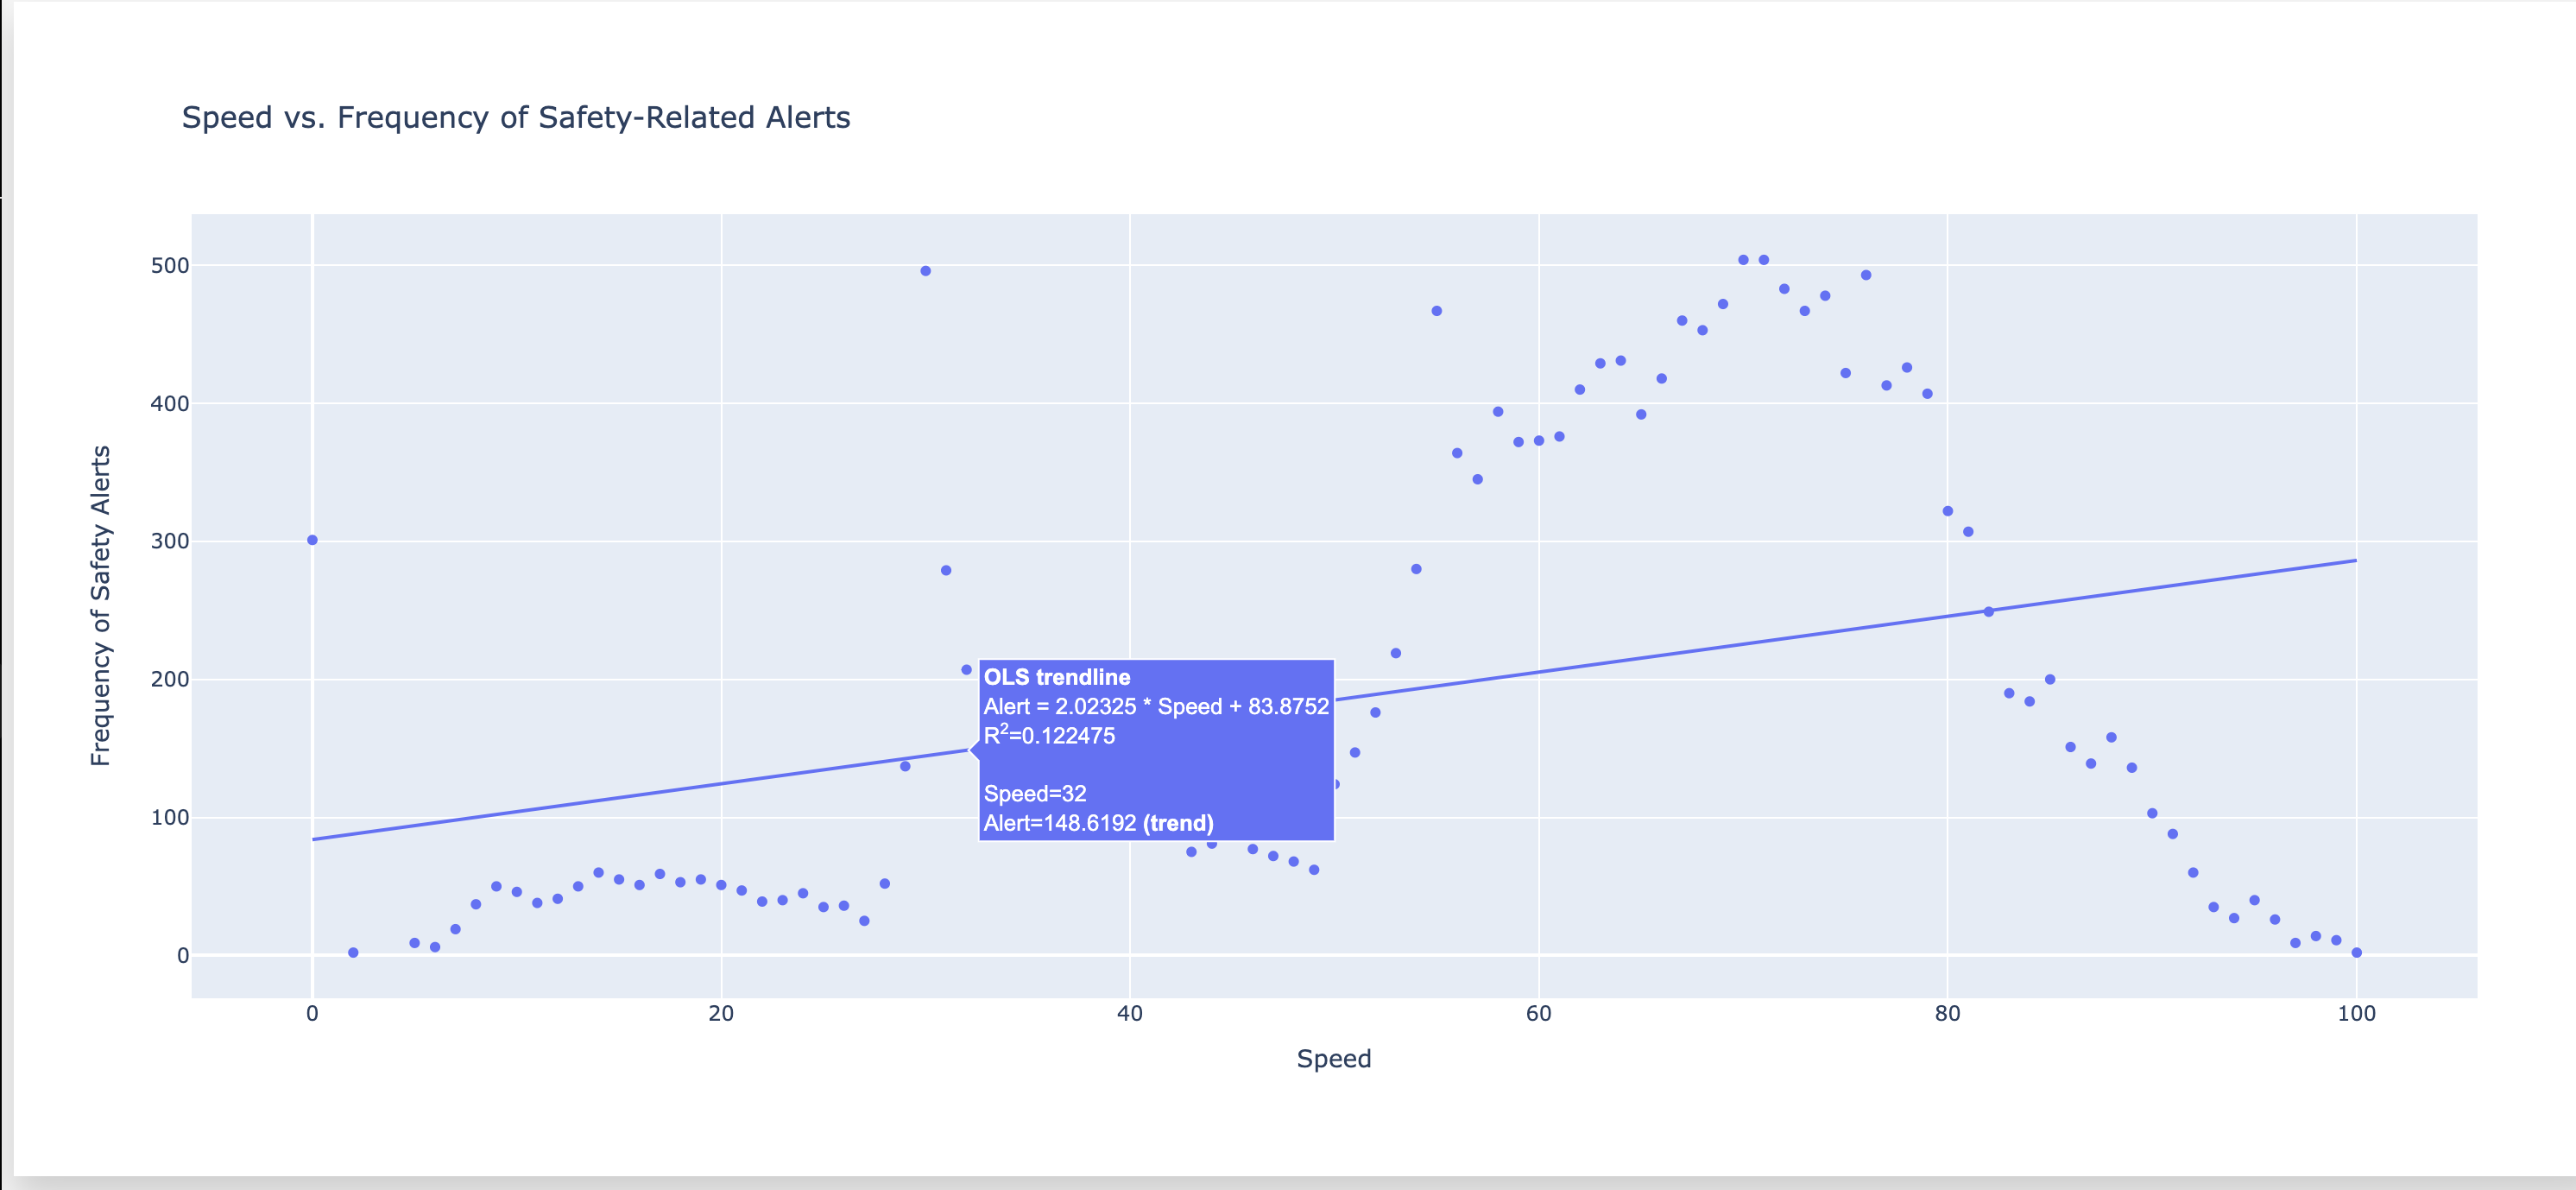 Speed vs. Frequency of Safety-Related Alerts
500
400
300
200
100
0
Frequency of Safety Alerts
OLS trendline
Alert = 2.02325 * Speed + 83.8752
R²=0.122475
Speed=32
Alert=148.6192 (trend)
0 20 40 60 80 100
Speed